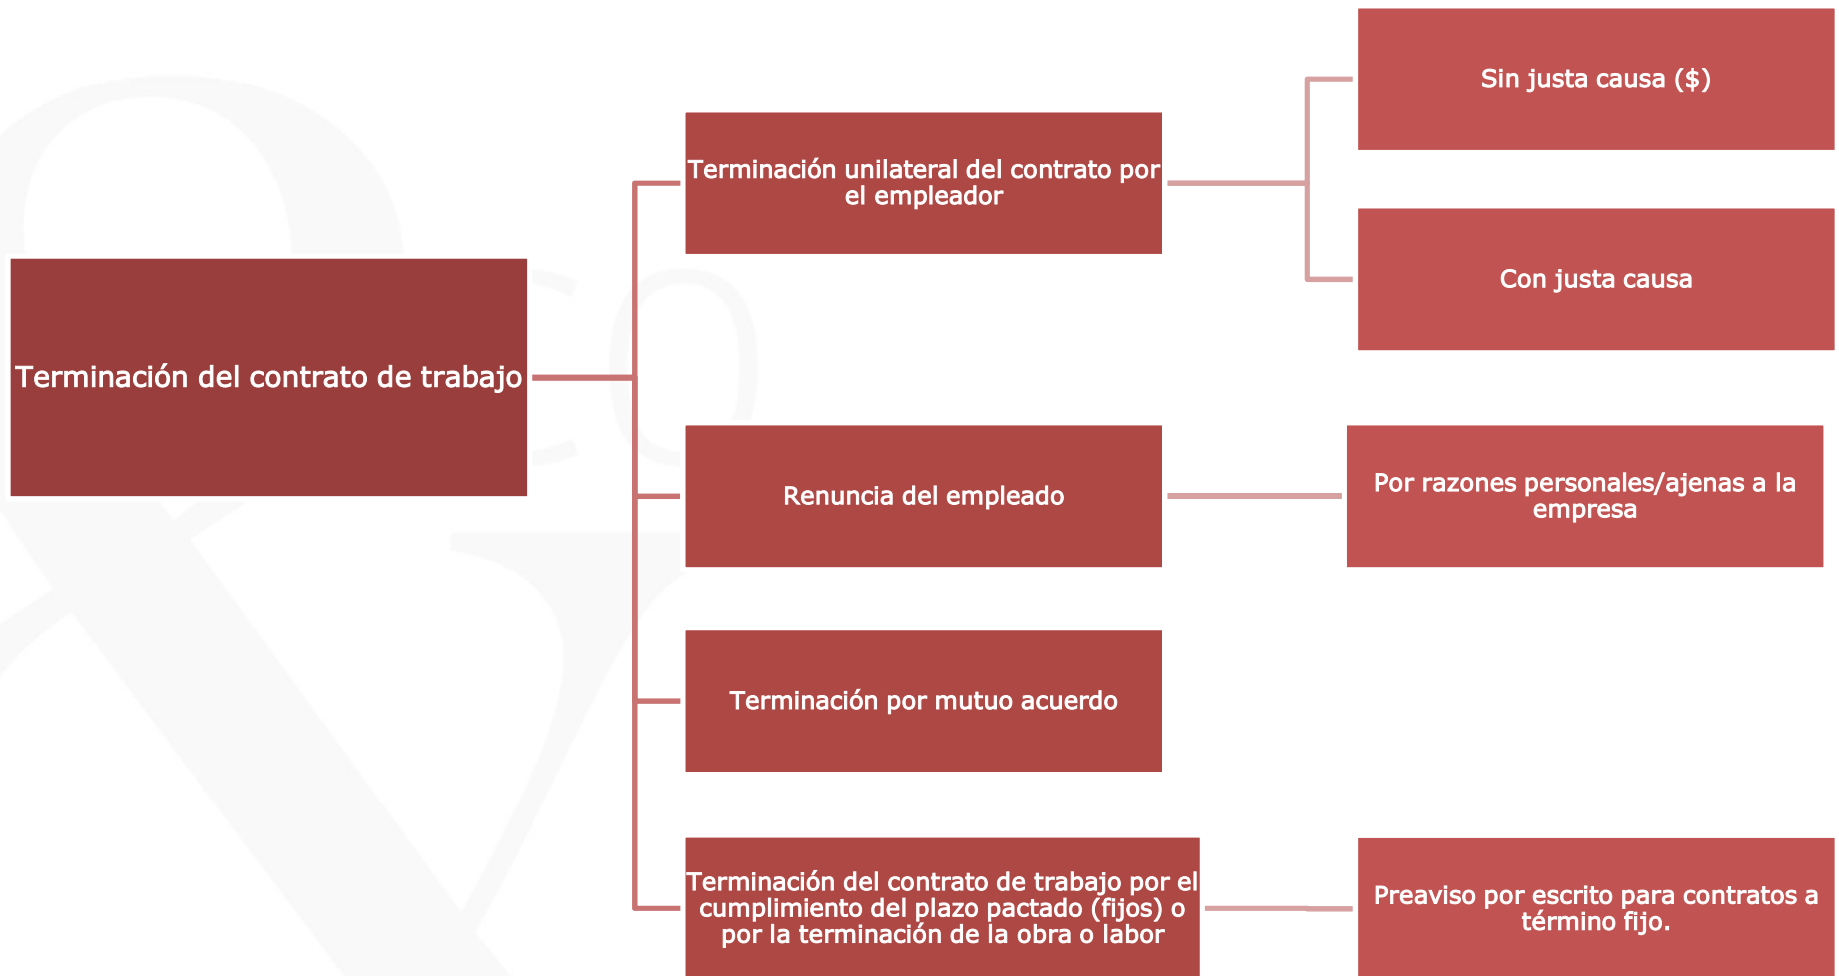 Terminación del contrato de trabajo
Terminación unilateral del contrato por
el empleador
Sin justa causa ($)
Con justa causa
Renuncia del empleado
Por razones personales/ajenas a la
empresa
Terminación por mutuo acuerdo
Terminación del contrato de trabajo por el
cumplimiento del plazo pactado (fijos) o
por la terminación de la obra o labor
Preaviso por escrito para contratos a
término fijo.